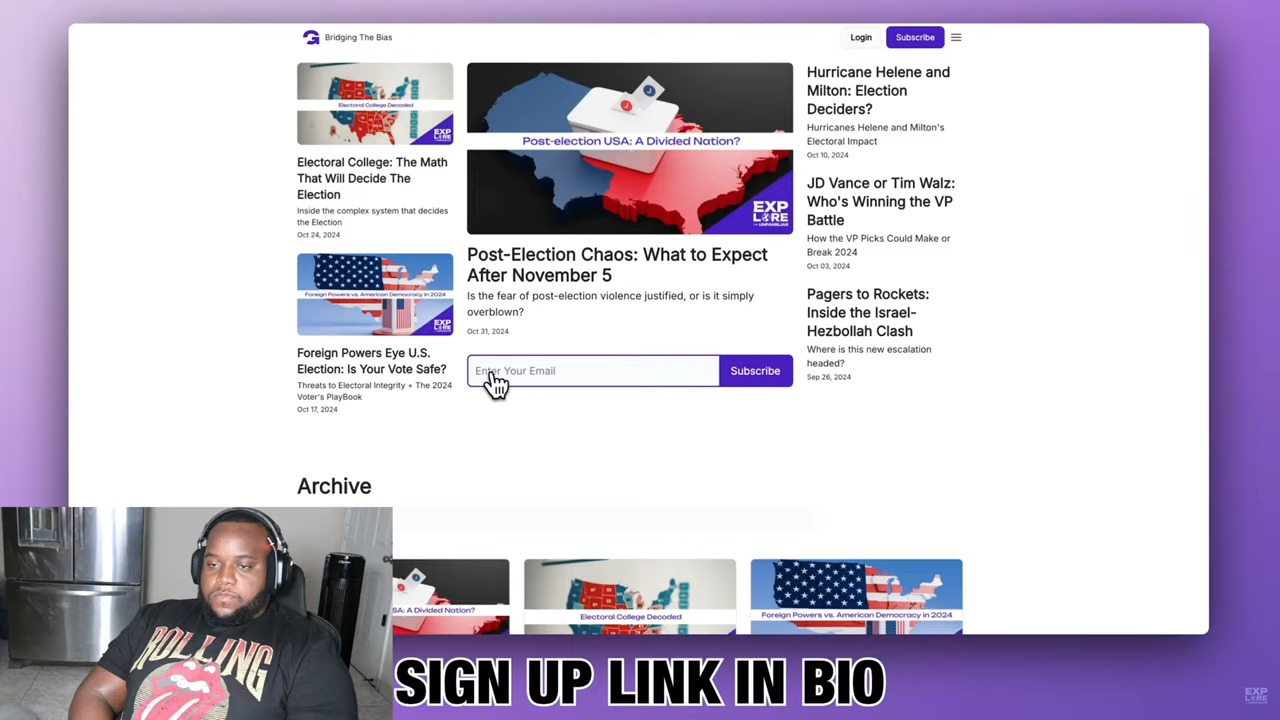 Bridging The Bias
Login
Subscribe
Electoral College Decoded
EXP
LORE
Electoral College: The Math
That Will Decide The
Election
Inside the complex system that decides
the Election
Oct 24, 2024
Foreign Powers vs. American Democracy in 2024
EXP
LORE
Foreign Powers Eye U.S.
Election: Is Your Vote Safe?
Threats to Electoral Integrity + The 2024
Voter's PlayBook
Oct 17, 2024
Post-election USA: A Divided Nation?
EXP
LORE
THE UNFAMILIAR
Post-Election Chaos: What to Expect
After November 5
Is the fear of post-election violence justified, or is it simply
overblown?
Oct 31, 2024
Enter Your Email
Subscribe
Hurricane Helene and
Milton: Election
Deciders?
Hurricanes Helene and Milton's
Electoral Impact
Oct 10, 2024
JD Vance or Tim Walz:
Who's Winning the VP
Battle
How the VP Picks Could Make or
Break 2024
Oct 03, 2024
Pagers to Rockets:
Inside the Israel-
Hezbollah Clash
Where is this new escalation
headed?
Sep 26, 2024
Archive
SA: A Divided Nation?
Electoral College Decoded
Foreign Powers vs. American Democracy in 2024
ROLLING
SIGN UP LINK IN BIO
EXP
LORE